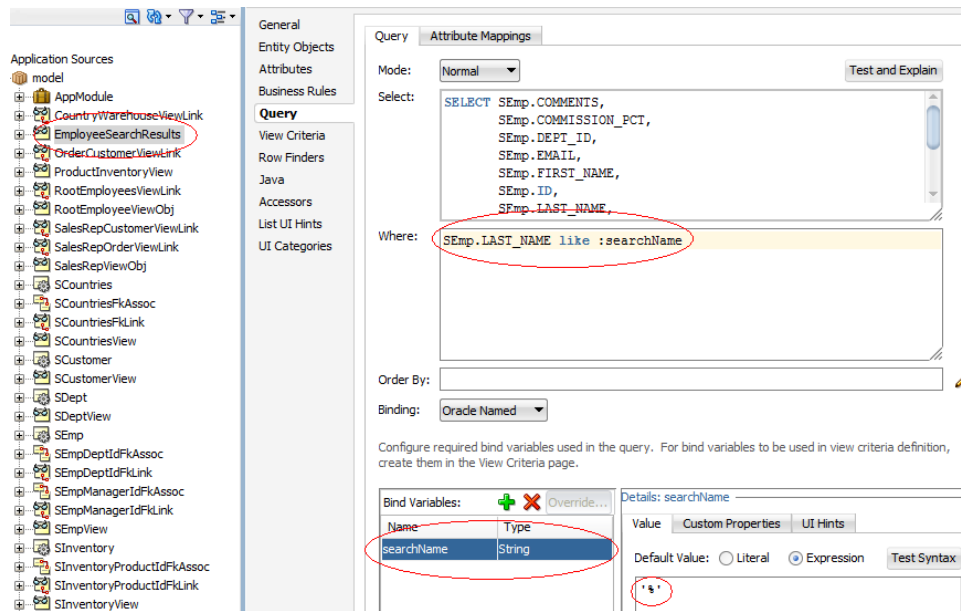 Application Sources
model
AppModule
CountryWarehouseViewLink
EmployeeSearchResults
OrderCustomerViewLink
ProductInventoryView
RootEmployeesViewLink
RootEmployeeViewObj
SalesRepCustomerViewLink
SalesRepOrderViewLink
SalesRepViewObj
SCountries
SCountriesFkAssoc
SCountriesFkLink
SCountriesView
SCustomer
SCustomerView
SDept
SDeptView
SEmp
SEmpDeptIdFkAssoc
SEmpDeptIdFkLink
SEmpManagerIdFkAssoc
SEmpManagerIdFkLink
SEmpView
SInventory
SInventoryProductIdFkAssoc
SInventoryProductIdFkLink
SInventoryView
General
Entity Objects
Attributes
Business Rules
Query
View Criteria
Row Finders
Java
Accessors
List UI Hints
UI Categories
Query Attribute Mappings
Mode: Normal Test and Explain
Select: SELECT SEmp.COMMENTS,
SEmp.COMMISSION_PCT,
SEmp.DEPT_ID,
SEmp.EMAIL,
SEmp.FIRST_NAME,
SEmp.ID,
SEmp.LAST_NAME,
Where: SEmp.LAST_NAME like :searchName
Order By:
Binding: Oracle Named
Configure required bind variables used in the query. For bind variables to be used in view criteria definition,
create them in the View Criteria page.
Bind Variables: Override...
Name Type
searchName String
Details: searchName
Value Custom Properties UI Hints
Default Value: Literal Expression Test Syntax
'%'